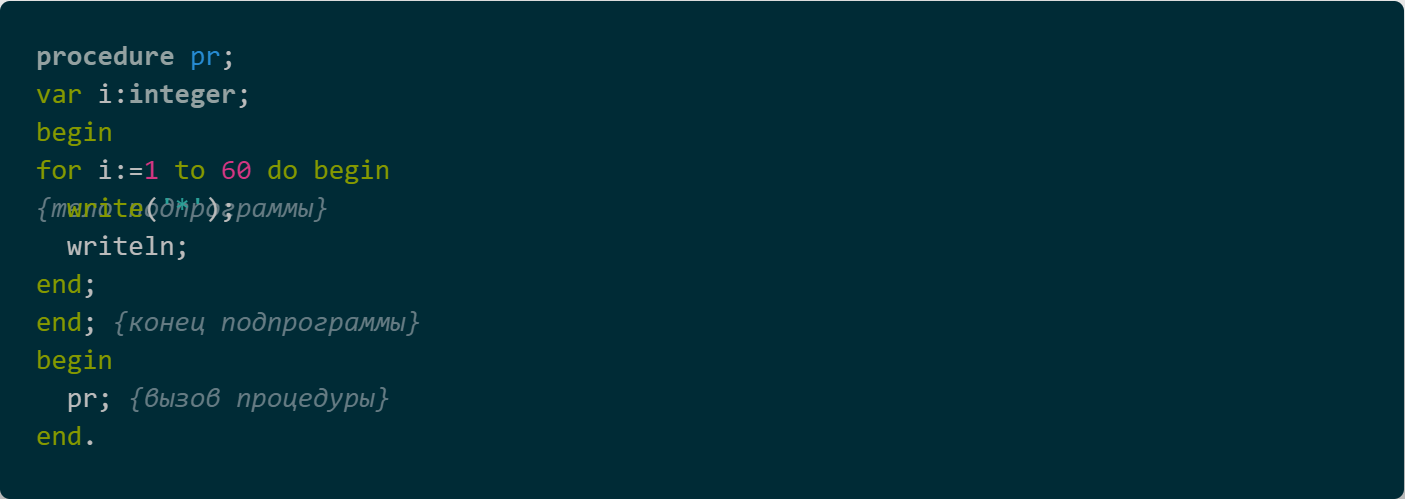 procedure pr;
var i:integer;
begin
for i:=1 to 60 do begin
{тело подпрограммы}
  write('*');
  writeln;
end;
end; {конец подпрограммы}
begin
  pr; {вызов процедуры}
end.